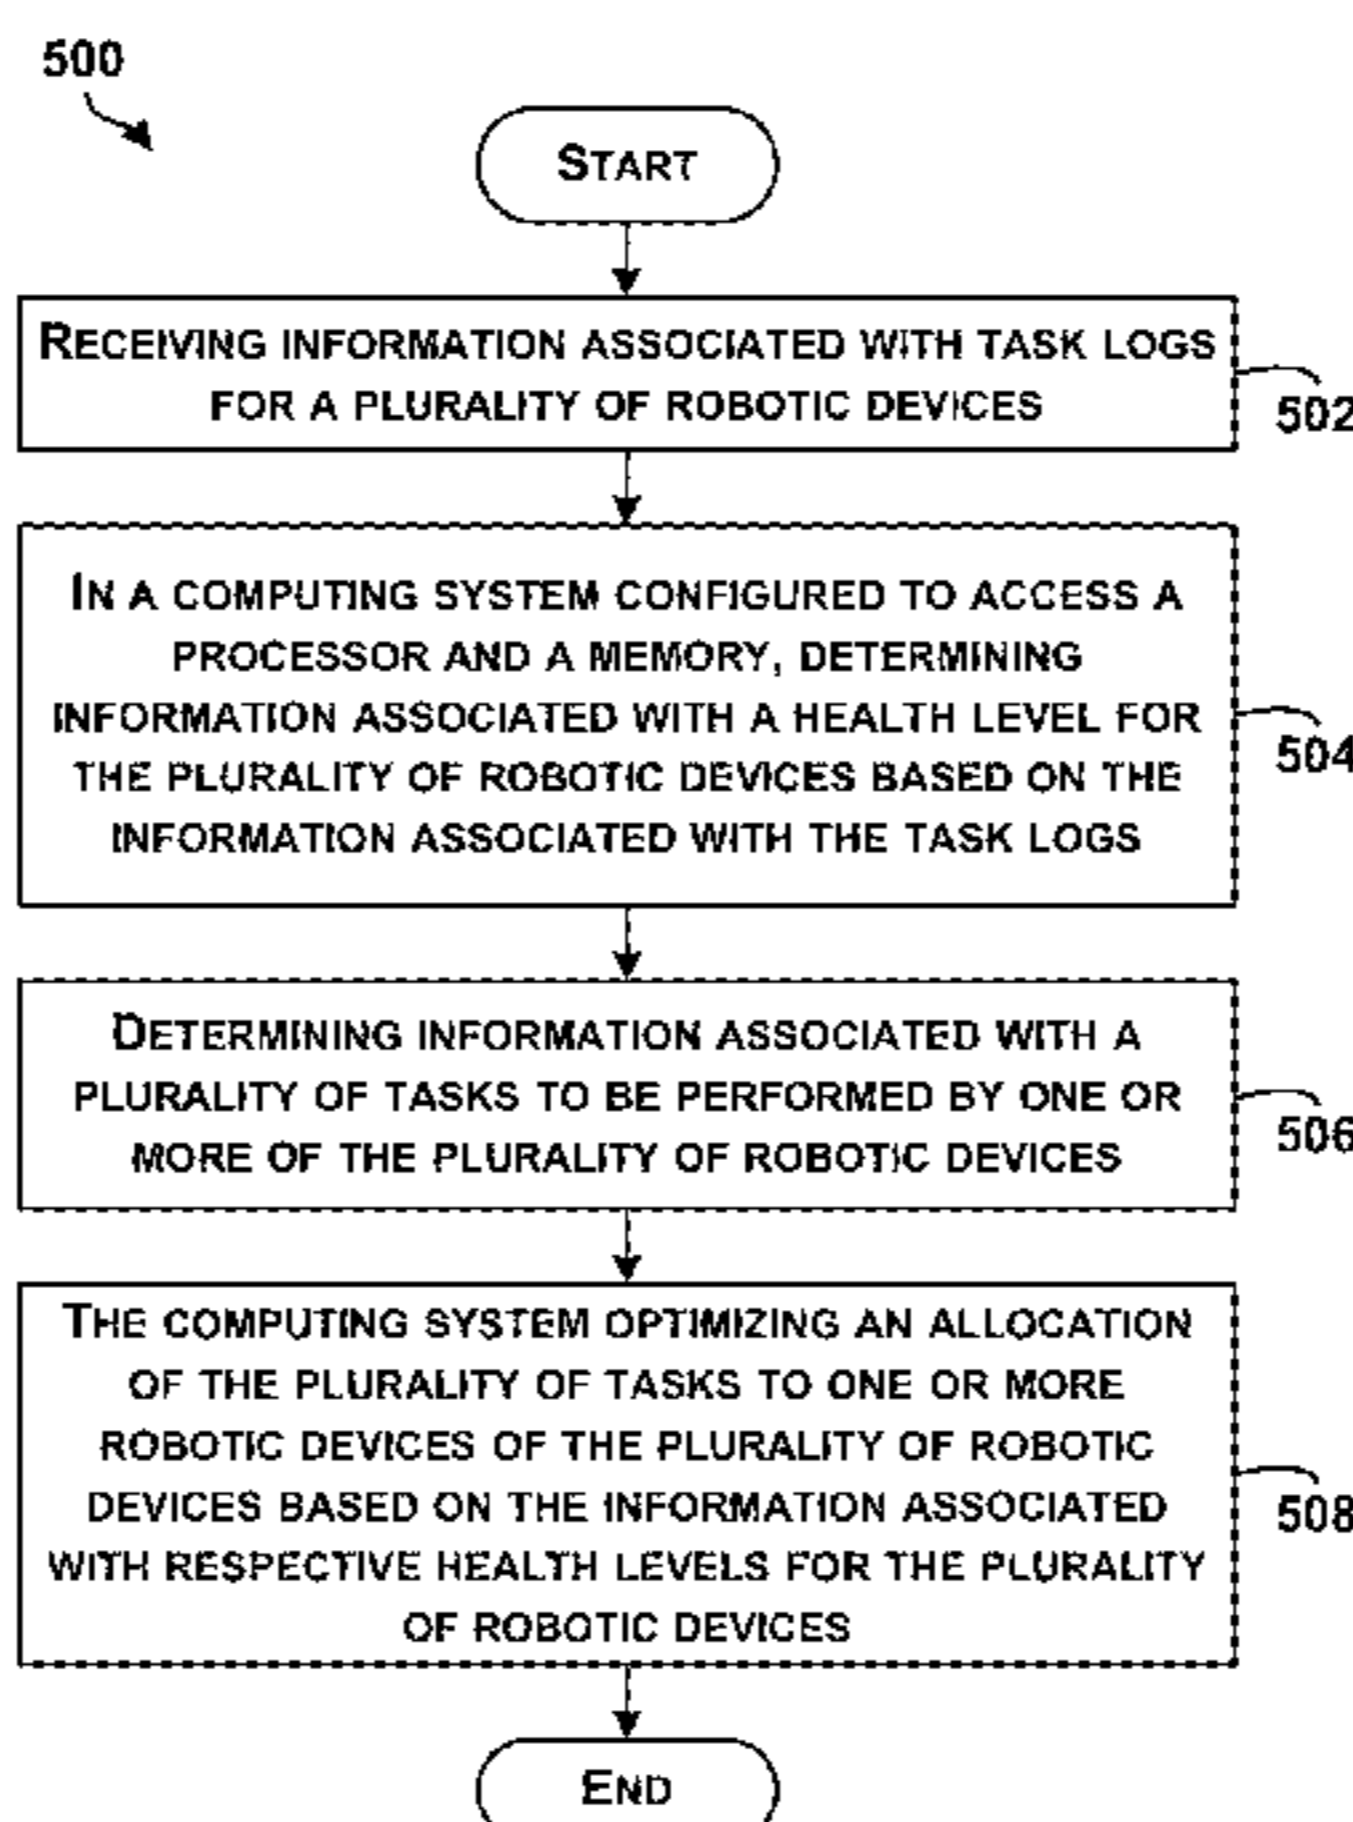 500
START
RECEIVING INFORMATION ASSOCIATED WITH TASK LOGS
FOR A PLURALITY OF ROBOTIC DEVICES
502
IN A COMPUTING SYSTEM CONFIGURED TO ACCESS A
PROCESSOR AND A MEMORY, DETERMINING
INFORMATION ASSOCIATED WITH A HEALTH LEVEL FOR
THE PLURALITY OF ROBOTIC DEVICES BASED ON THE
INFORMATION ASSOCIATED WITH THE TASK LOGS
504
DETERMINING INFORMATION ASSOCIATED WITH A
PLURALITY OF TASKS TO BE PERFORMED BY ONE OR
MORE OF THE PLURALITY OF ROBOTIC DEVICES
506
THE COMPUTING SYSTEM OPTIMIZING AN ALLOCATION
OF THE PLURALITY OF TASKS TO ONE OR MORE
ROBOTIC DEVICES OF THE PLURALITY OF ROBOTIC
DEVICES BASED ON THE INFORMATION ASSOCIATED
WITH RESPECTIVE HEALTH LEVELS FOR THE PLURALITY
OF ROBOTIC DEVICES
508
END